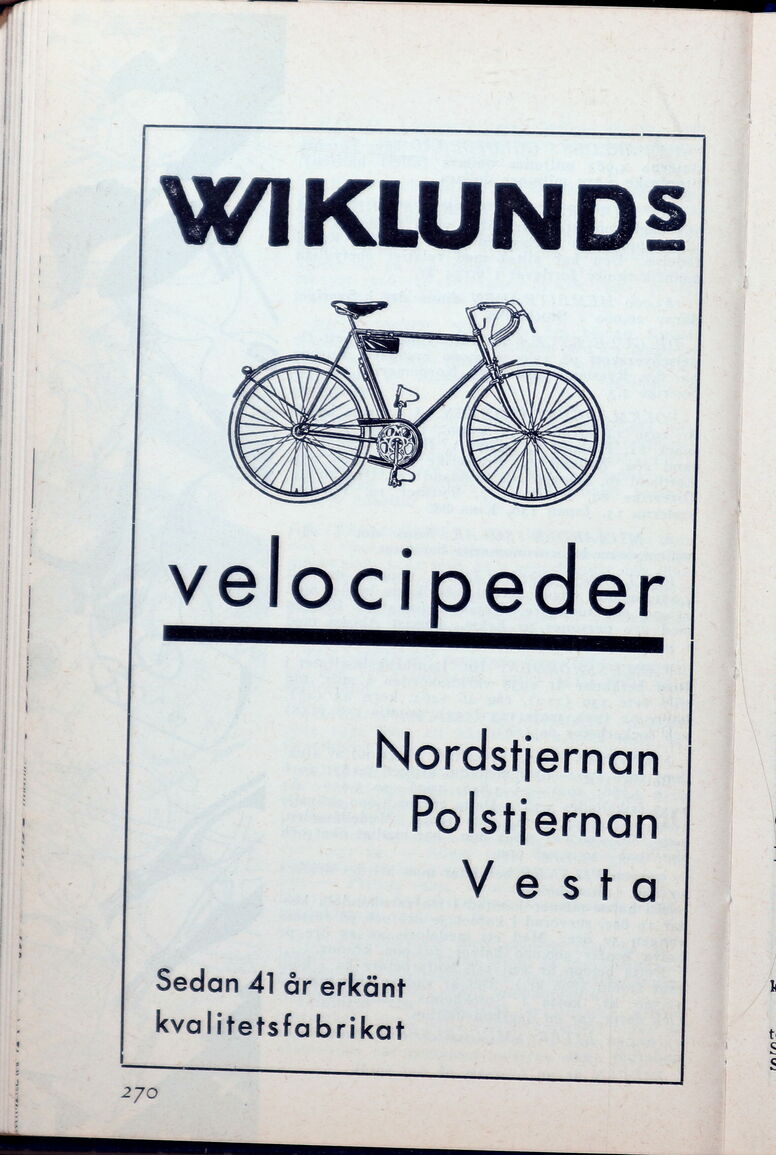 WIKLUNDS
velocipeder
Nordstjernan
Polstjernan
Vesta
Sedan 41 år erkänt
kvalitetsfabrikat
270